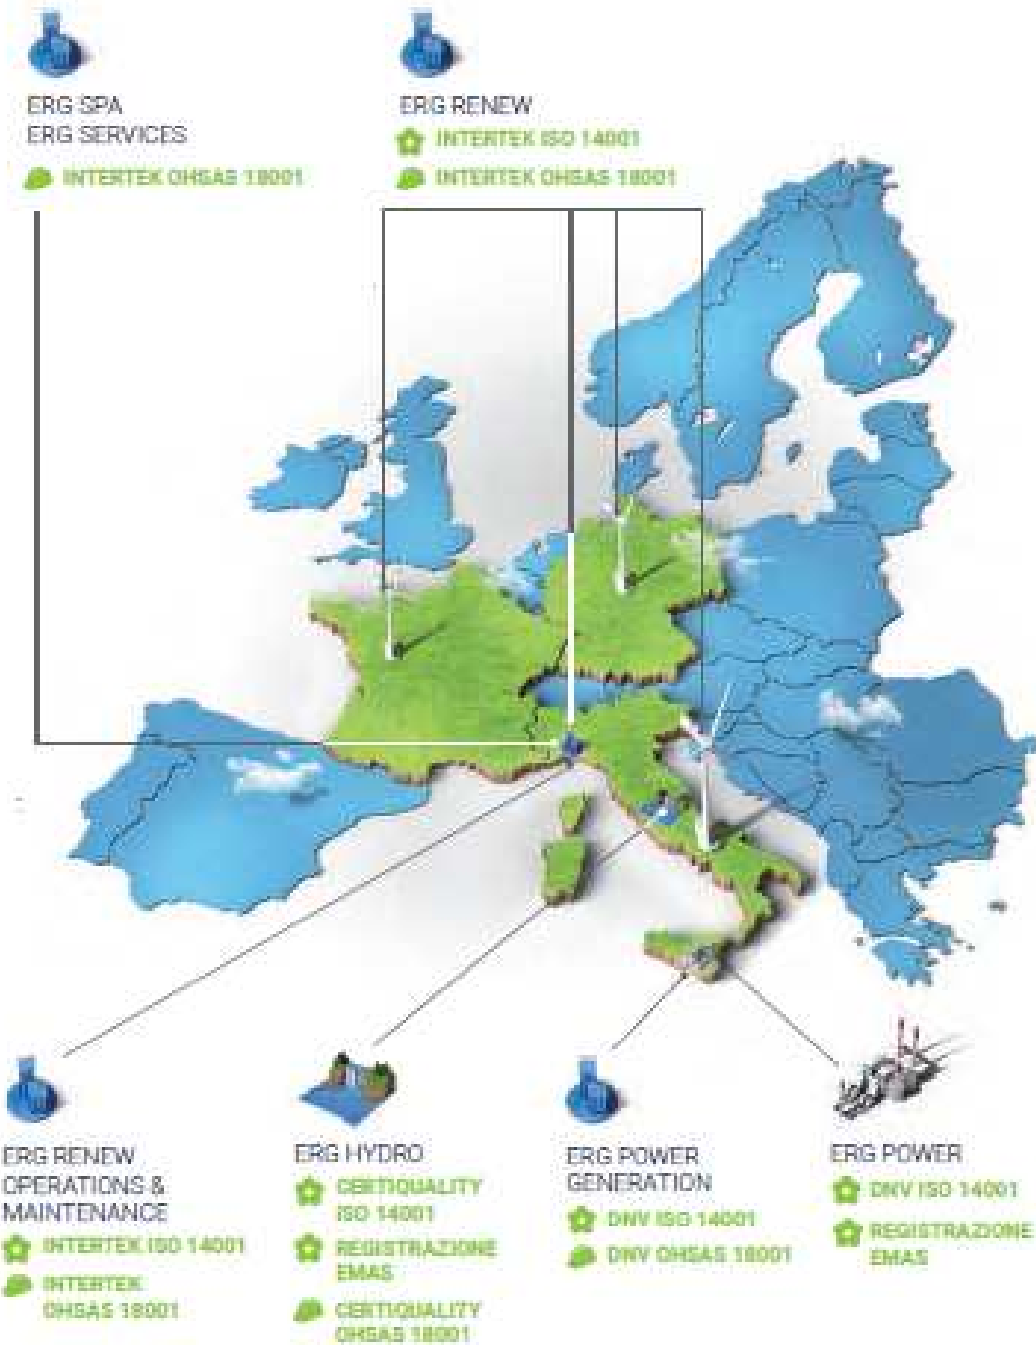 ERG SPA
ERG SERVICES
INTERTEK OHSAS 18001
ERG RENEW
INTERTEK ISO 14001
INTERTEK OHSAS 18001
ERG RENEW
OPERATIONS &
MAINTENANCE
INTERTEK ISO 14001
INTERTEK
OHSAS 18001
ERG HYDRO
CERTIQUALITY
ISO 14001
REGISTRAZIONE
EMAS
CERTIQUALITY
OHSAS 18001
ERG POWER
GENERATION
DNV ISO 14001
DNV OHSAS 18001
ERG POWER
DNV ISO 14001
REGISTRAZIONE
EMAS